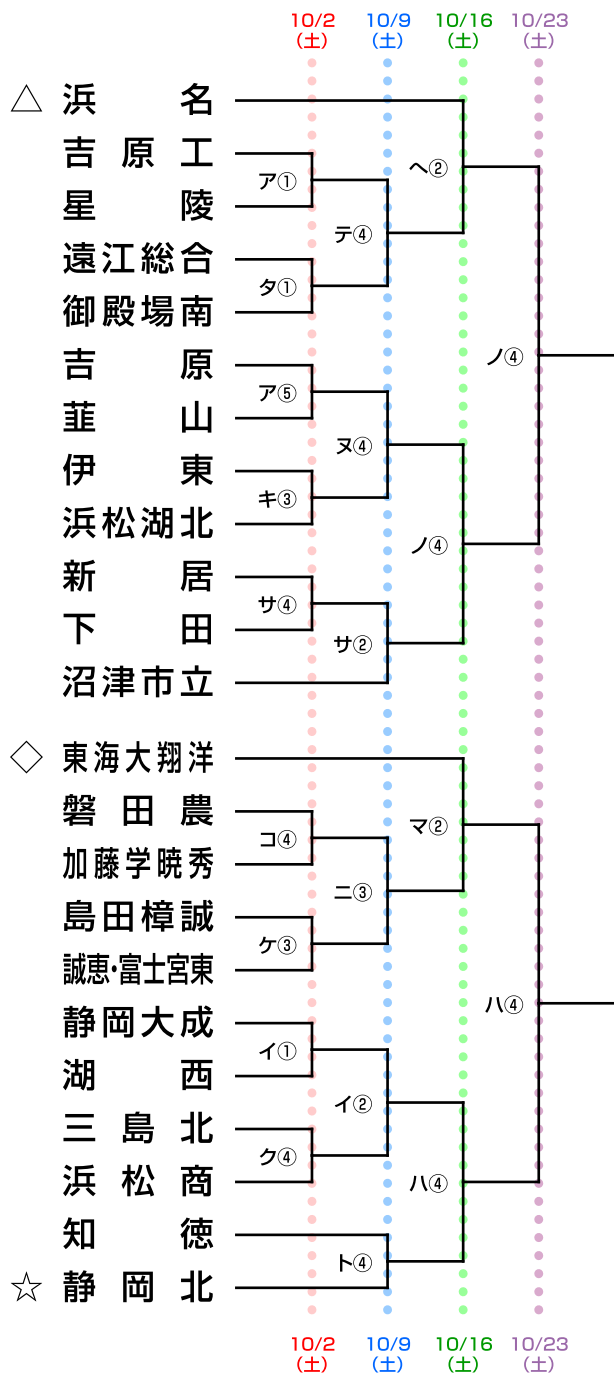 10/2 10/9 10/16 10/23
(土) (土) (土) (土)
△ 浜名
へ②
吉原工
ア①
星陵
テ④
遠江総合
タ①
御殿場南
ノ④
吉原
ア⑤
韮山
ヌ④
伊東
キ③
浜松湖北
ノ④
新居
サ④
下田
サ②
沼津市立
◇ 東海大翔洋
マ②
磐田農
コ④
加藤学暁秀
ニ③
島田樟誠
ケ③
誠恵・富士宮東
ハ④
静岡大成
イ①
湖西
イ②
三島北
ク④
浜松商
ハ④
知徳
ト④
☆ 静岡北
10/2 10/9 10/16 10/23
(土) (土) (土) (土)